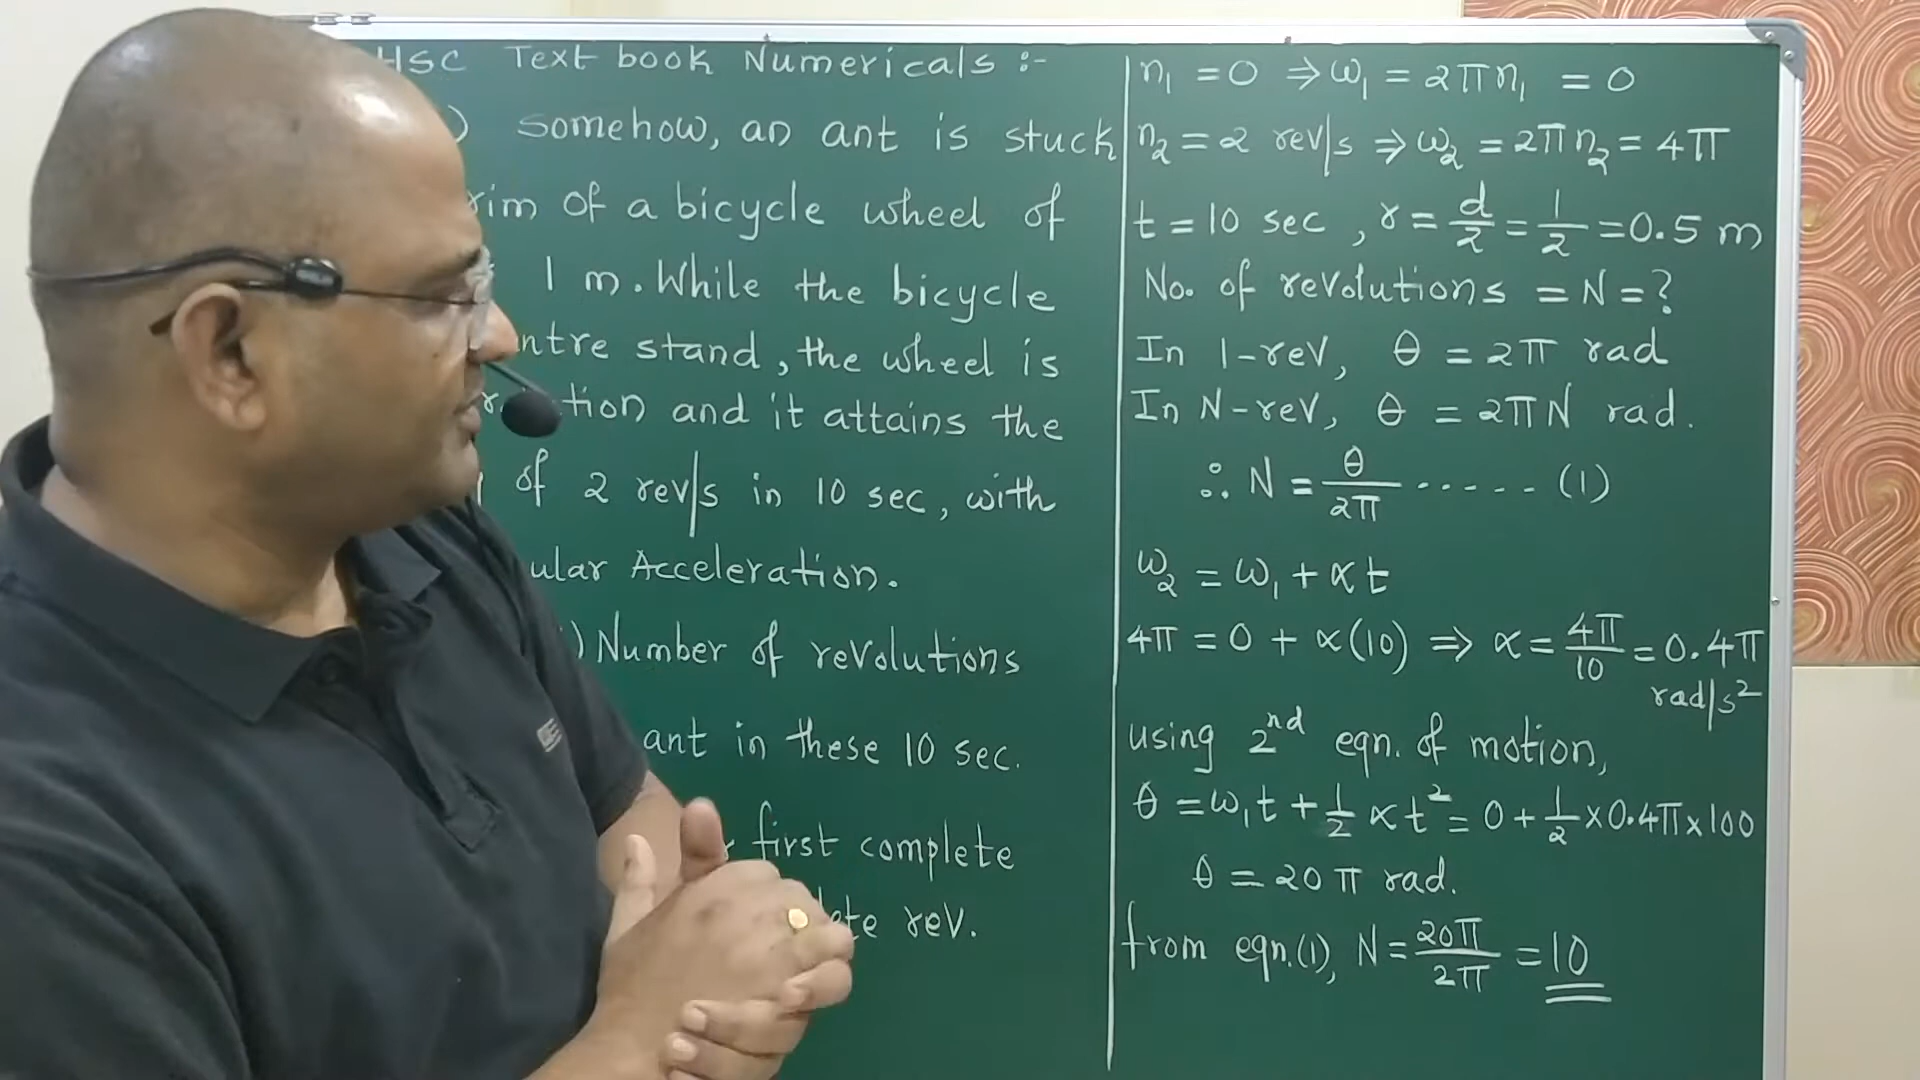 HSC Text book Numericals :-
) Somehow, an ant is stuck
rim of a bicycle wheel of
1 m. While the bicycle
ntre stand, the wheel is
tion and it attains the
of 2 rev/s in 10 sec, with
ular Acceleration.
) Number of revolutions
ant in these 10 sec.
first complete
ete rev.
n₁ = 0 ⇒ ω₁ = 2πn₁ = 0
n₂ = 2 rev/s ⇒ ω₂ = 2πn₂ = 4π
t = 10 sec , r = d/2 = 1/2 = 0.5 m
No. of revolutions = N = ?
In 1-rev, θ = 2π rad
In N-rev, θ = 2πN rad.
∴ N = θ/2π ----- (1)
ω₂ = ω₁ + αt
4π = 0 + α(10) ⇒ α = 4π/10 = 0.4π
rad/s²
using 2nd eqn. of motion,
θ = ω₁t + 1/2 αt² = 0 + 1/2 × 0.4π × 100
θ = 20π rad.
from eqn.(1), N = 20π/2π = 10